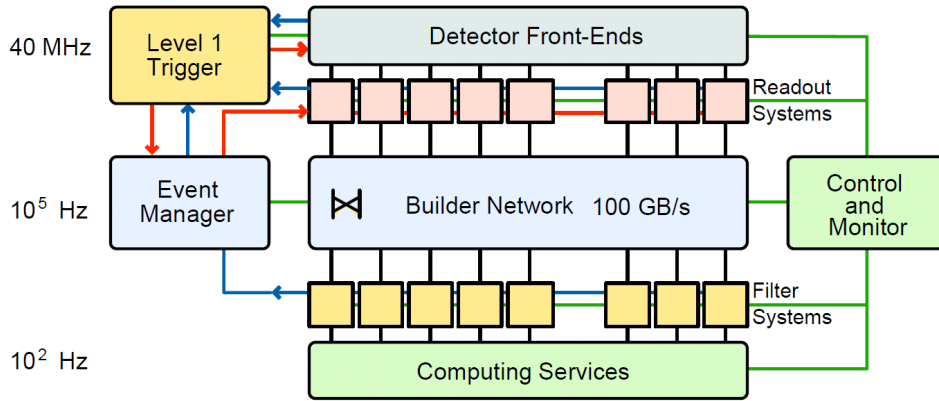 40 MHz
Level 1
Trigger
Detector Front-Ends
Readout
Systems
10⁵ Hz
Event
Manager
Builder Network 100 GB/s
Control
and
Monitor
Filter
Systems
10² Hz
Computing Services